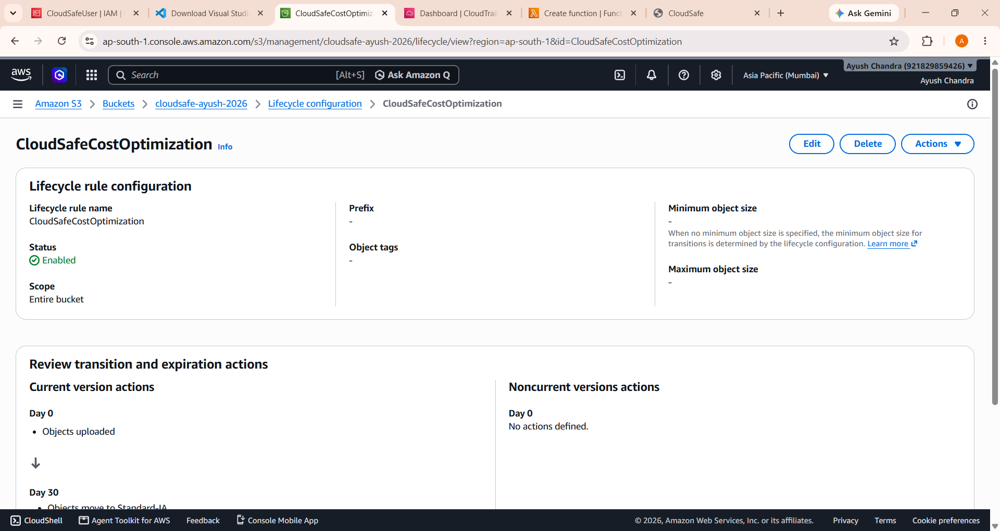 CloudSafeUser | IAM |
Download Visual Studi
CloudSafeCostOptimiz
Dashboard | CloudTrail
Create function | Funct
CloudSafe
Ask Gemini
ap-south-1.console.aws.amazon.com/s3/management/cloudsafe-ayush-2026/lifecycle/view?region=ap-south-1&id=CloudSafeCostOptimization
A
aws
Search
[Alt+S]
Ask Amazon Q
Asia Pacific (Mumbai)
Ayush Chandra (921829859426)
Ayush Chandra
Amazon S3
Buckets
cloudsafe-ayush-2026
Lifecycle configuration
CloudSafeCostOptimization
CloudSafeCostOptimization Info
Edit
Delete
Actions
Lifecycle rule configuration
Lifecycle rule name
CloudSafeCostOptimization
Status
Enabled
Scope
Entire bucket
Prefix
-
Object tags
-
Minimum object size
-
When no minimum object size is specified, the minimum object size for
transitions is determined by the lifecycle configuration. Learn more
Maximum object size
-
Review transition and expiration actions
Current version actions
Day 0
• Objects uploaded
Day 30
• Objects move to Standard-IA
Noncurrent versions actions
Day 0
No actions defined.
CloudShell
Agent Toolkit for AWS
Feedback
Console Mobile App
© 2026, Amazon Web Services, Inc. or its affiliates.
Privacy
Terms
Cookie preferences